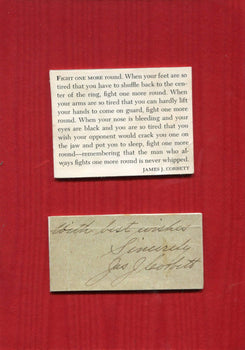 FIGHT ONE MORE ROUND. When your feet are so
tired that you have to shuffle back to the cen-
ter of the ring, fight one more round. When
your arms are so tired that you can hardly lift
your hands to come on guard, fight one more
round. When your nose is bleeding and your
eyes are black and you are so tired that you
wish your opponent would crack you one on
the jaw and put you to sleep, fight one more
round—remembering that the man who al-
ways fights one more round is never whipped.
JAMES J. CORBETT
With best wishes
Sincerely
Jas J Corbett